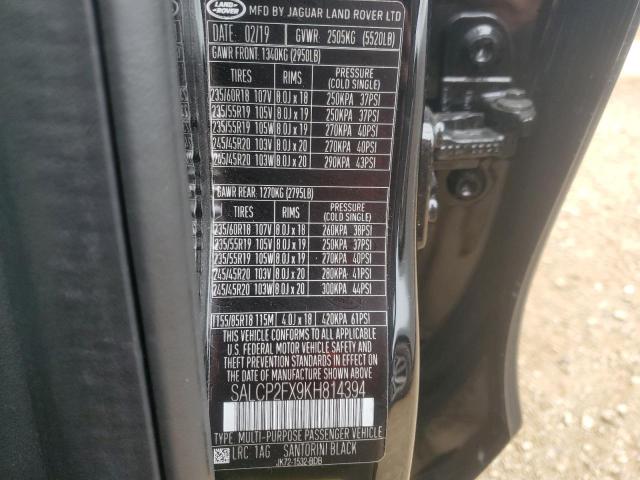 LAND ROVER
MFD BY JAGUAR LAND ROVER LTD
DATE: 02/19 GVWR: 2505KG (5520LB)
GAWR FRONT: 1340KG (2950LB)
TIRES RIMS PRESSURE (COLD SINGLE)
235/60R18 107V 8.0J x 18 250KPA 37PSI
235/55R19 105V 8.0J x 19 250KPA 37PSI
235/55R19 105W 8.0J x 19 270KPA 40PSI
245/45R20 103V 8.0J x 20 270KPA 40PSI
245/45R20 103W 8.0J x 20 290KPA 43PSI
GAWR REAR: 1270KG (2795LB)
TIRES RIMS PRESSURE (COLD SINGLE)
235/60R18 107V 8.0J x 18 260KPA 38PSI
235/55R19 105V 8.0J x 19 250KPA 37PSI
235/55R19 105W 8.0J x 19 270KPA 40PSI
245/45R20 103V 8.0J x 20 280KPA 41PSI
245/45R20 103W 8.0J x 20 300KPA 44PSI
T155/85R18 115M 4.0J x 18 420KPA 61PSI
THIS VEHICLE CONFORMS TO ALL APPLICABLE
U.S. FEDERAL MOTOR VEHICLE SAFETY AND
THEFT PREVENTION STANDARDS IN EFFECT ON
THE DATE OF MANUFACTURE SHOWN ABOVE.
SALCP2FX9KH814394
TYPE: MULTI-PURPOSE PASSENGER VEHICLE
LRC 1AG SANTORINI BLACK
JK72-1532-BDB